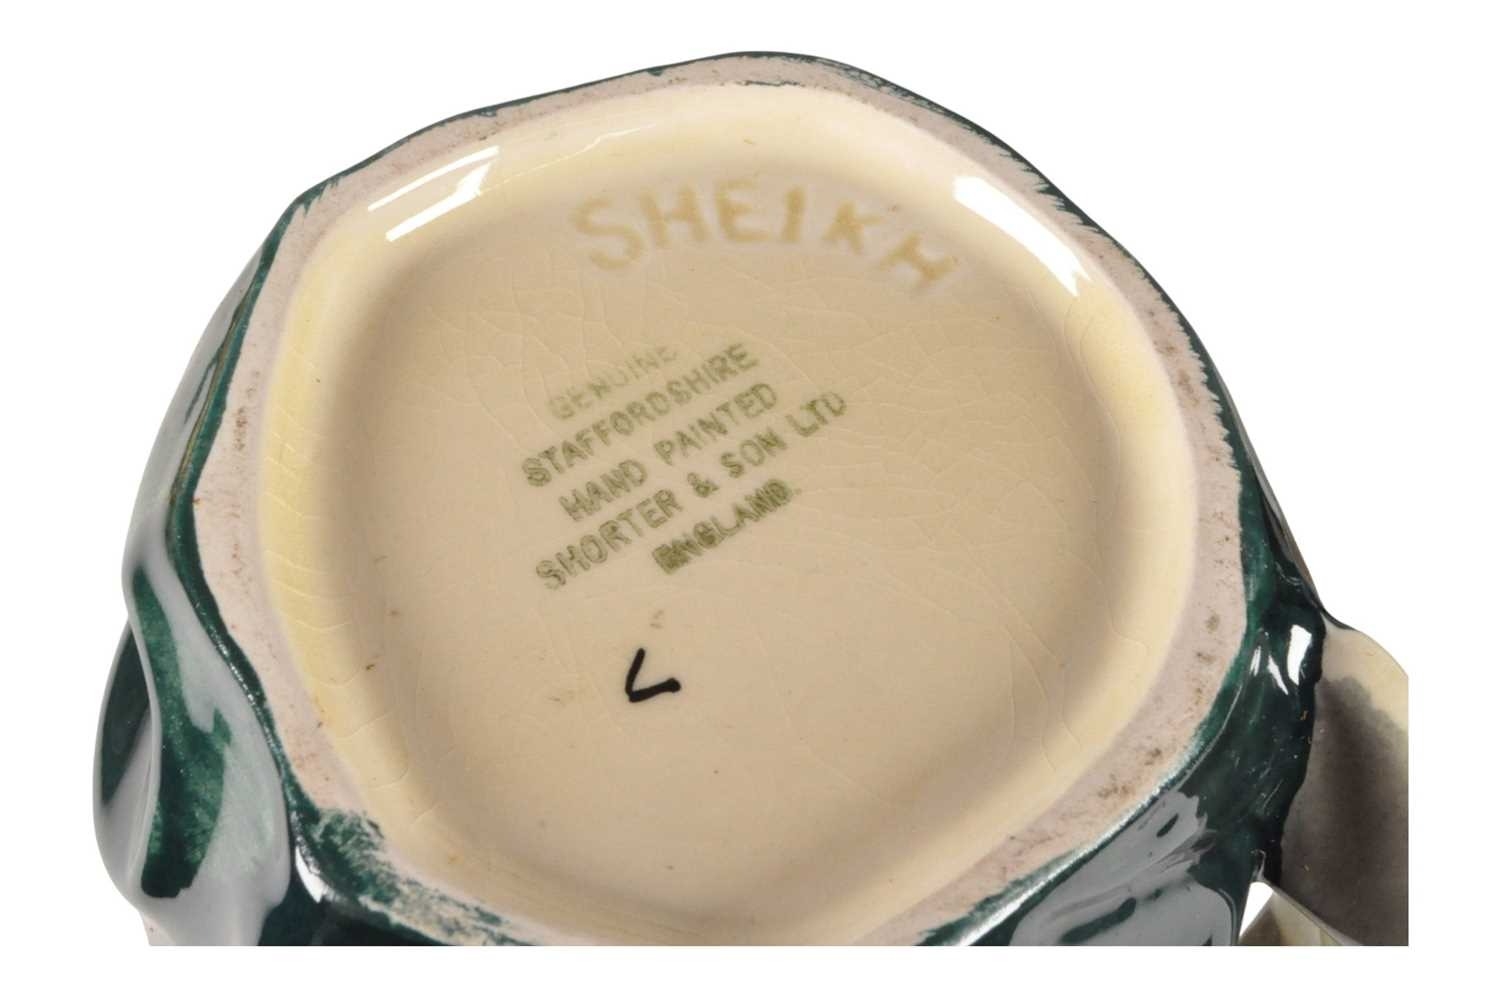 SHEIKH
GENUINE
STAFFORDSHIRE
HAND PAINTED
SHORTER & SON LTD
ENGLAND.